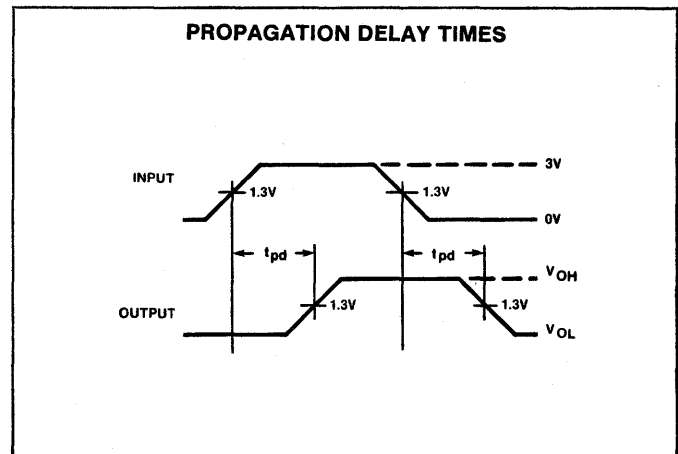 PROPAGATION DELAY TIMES
3V
INPUT
1.3V
1.3V
0V
tpd
tpd
VOH
OUTPUT
1.3V
1.3V
VOL